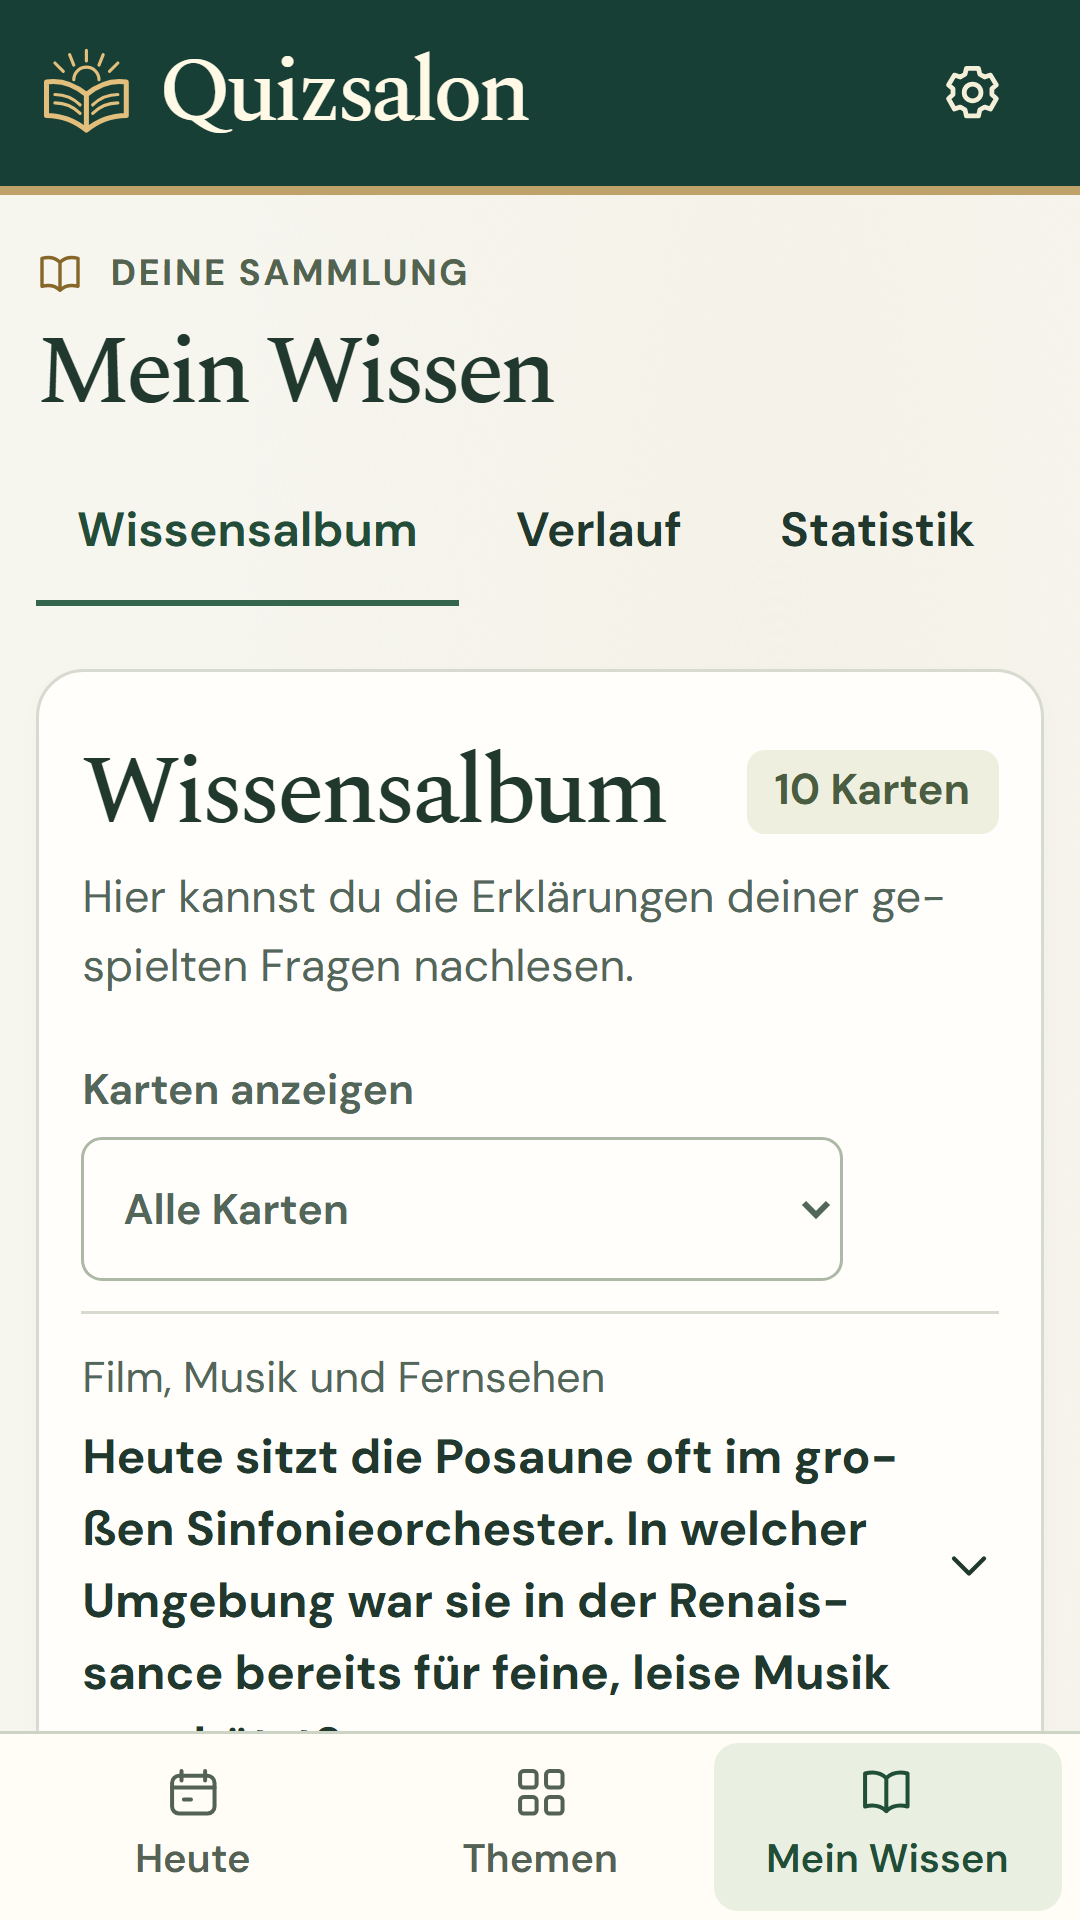 Quizsalon
DEINE SAMMLUNG
Mein Wissen
Wissensalbum Verlauf Statistik
Wissensalbum 10 Karten
Hier kannst du die Erklärungen deiner ge-
spielten Fragen nachlesen.
Karten anzeigen
Alle Karten
Film, Musik und Fernsehen
Heute sitzt die Posaune oft im gro-
ßen Sinfonieorchester. In welcher
Umgebung war sie in der Renais-
sance bereits für feine, leise Musik
Heute Themen Mein Wissen